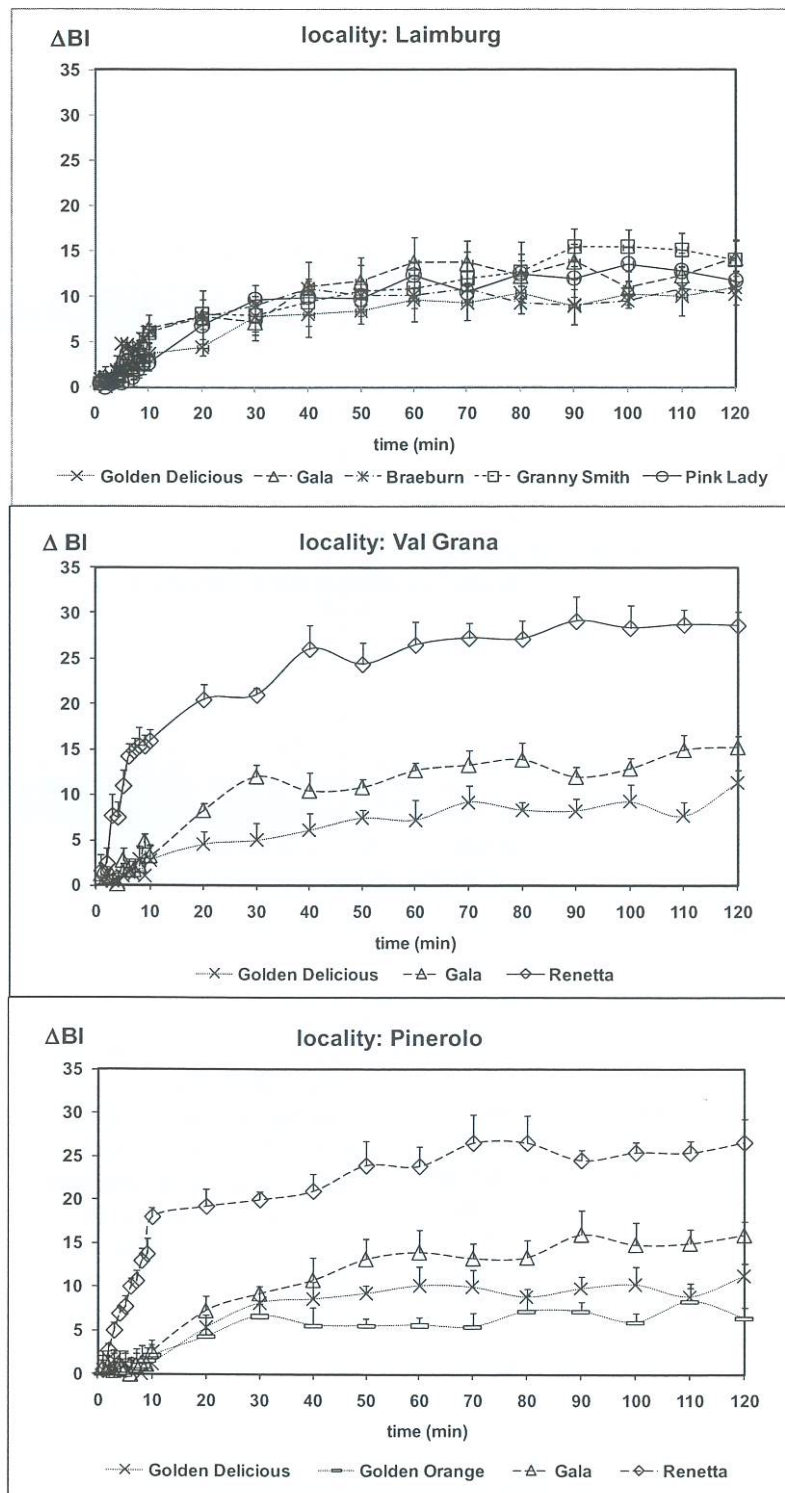 ΔBI
locality: Laimburg
35
30
25
20
15
10
5
0
0 10 20 30 40 50 60 70 80 90 100 110 120
time (min)
Golden Delicious Gala Braeburn Granny Smith Pink Lady
Δ BI
locality: Val Grana
35
30
25
20
15
10
5
0
0 10 20 30 40 50 60 70 80 90 100 110 120
time (min)
Golden Delicious Gala Renetta
ΔBI
locality: Pinerolo
35
30
25
20
15
10
5
0
0 10 20 30 40 50 60 70 80 90 100 110 120
time (min)
Golden Delicious Golden Orange Gala Renetta